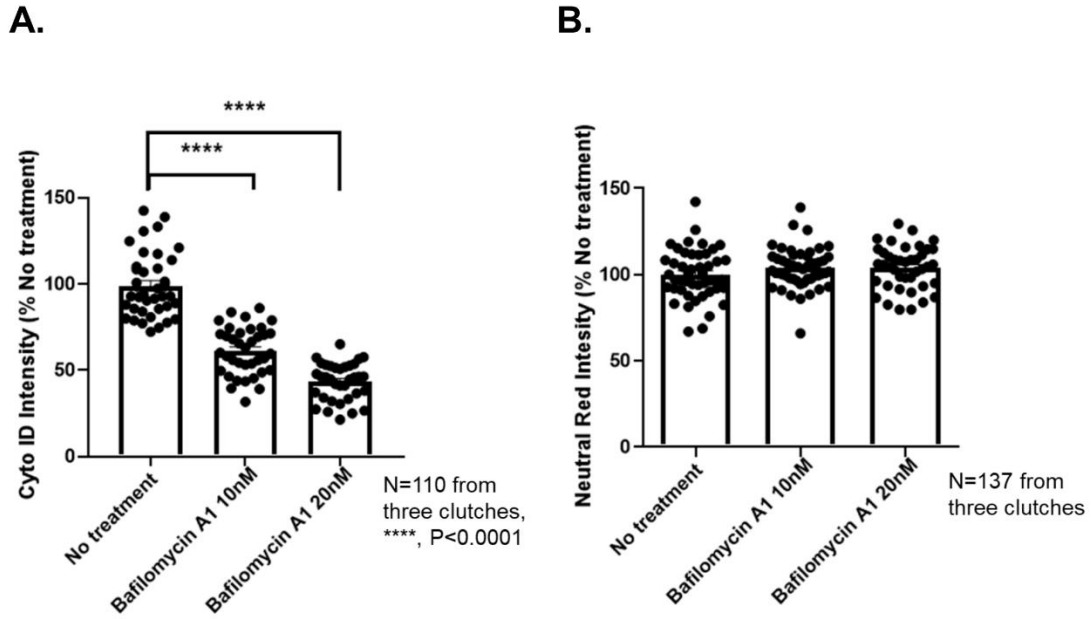 A.
****
****
Cyto ID Intensity (% No treatment)
150
100
50
0
No treatment
Bafilomycin A1 10nM
Bafilomycin A1 20nM
N=110 from
three clutches,
****, P<0.0001
B.
Neutral Red Intesity (% No treatment)
150
100
50
0
No treatment
Bafilomycin A1 10nM
Bafilomycin A1 20nM
N=137 from
three clutches